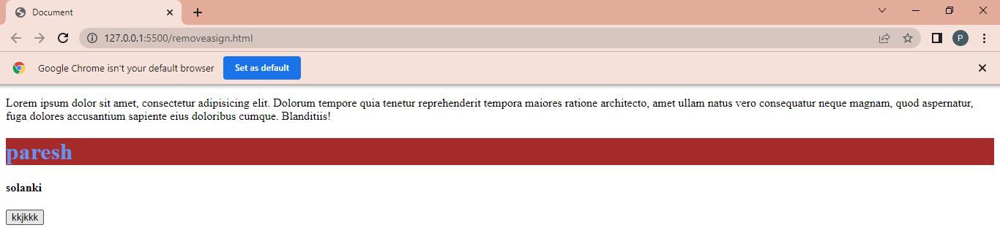 Document
127.0.0.1:5500/removeasign.html
P
Google Chrome isn't your default browser
Set as default
Lorem ipsum dolor sit amet, consectetur adipisicing elit. Dolorum tempore quia tenetur reprehenderit tempora maiores ratione architecto, amet ullam natus vero consequatur neque magnam, quod aspernatur,
fuga dolores accusantium sapiente eius doloribus cumque. Blanditiis!
paresh
solanki
kkjkkk